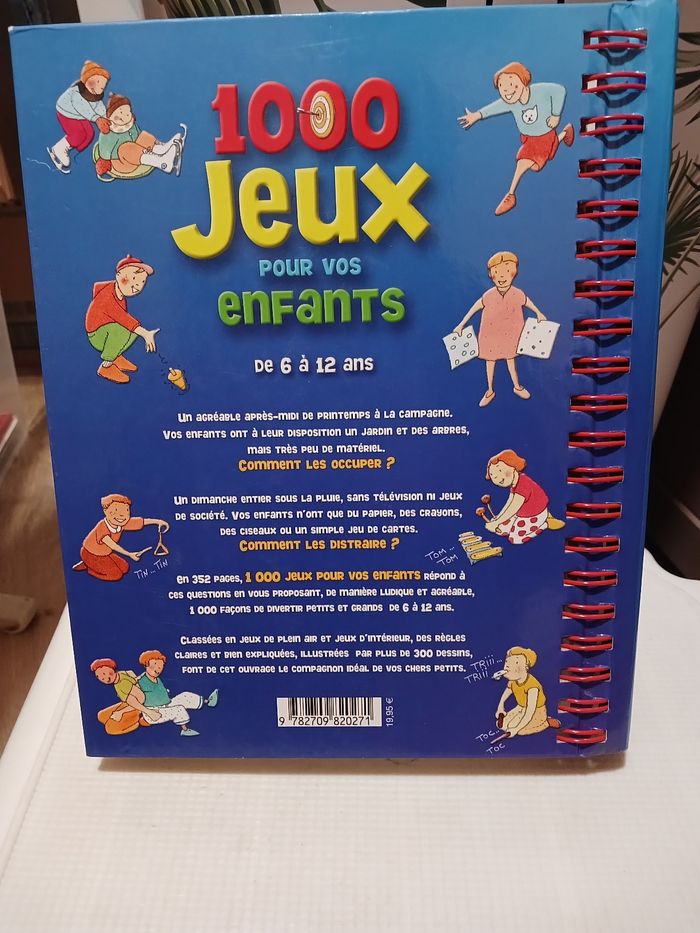 1000
Jeux
POUR VOS
enfants
De 6 à 12 ans
Un agréable après-midi de printemps à la campagne.
Vos enfants ont à leur disposition un jardin et des arbres,
mais très peu de matériel.
Comment les occuper ?
Un dimanche entier sous la pluie, sans télévision ni jeux
de société. Vos enfants n'ont que du papier, des crayons,
des ciseaux ou un simple jeu de cartes.
Comment les distraire ?
TIN...TIN
TOM...
TOM
En 352 pages, 1 000 jeux pour vos enfants répond à
ces questions en vous proposant, de manière ludique et agréable,
1 000 façons de divertir petits et grands de 6 à 12 ans.
Classées en jeux de plein air et jeux d'intérieur, des règles
claires et bien expliquées, illustrées par plus de 300 dessins,
font de cet ouvrage le compagnon idéal de vos chers petits.
TRIII...
TRIII
TOC...
TOC
9 782709 820271
19,95 €